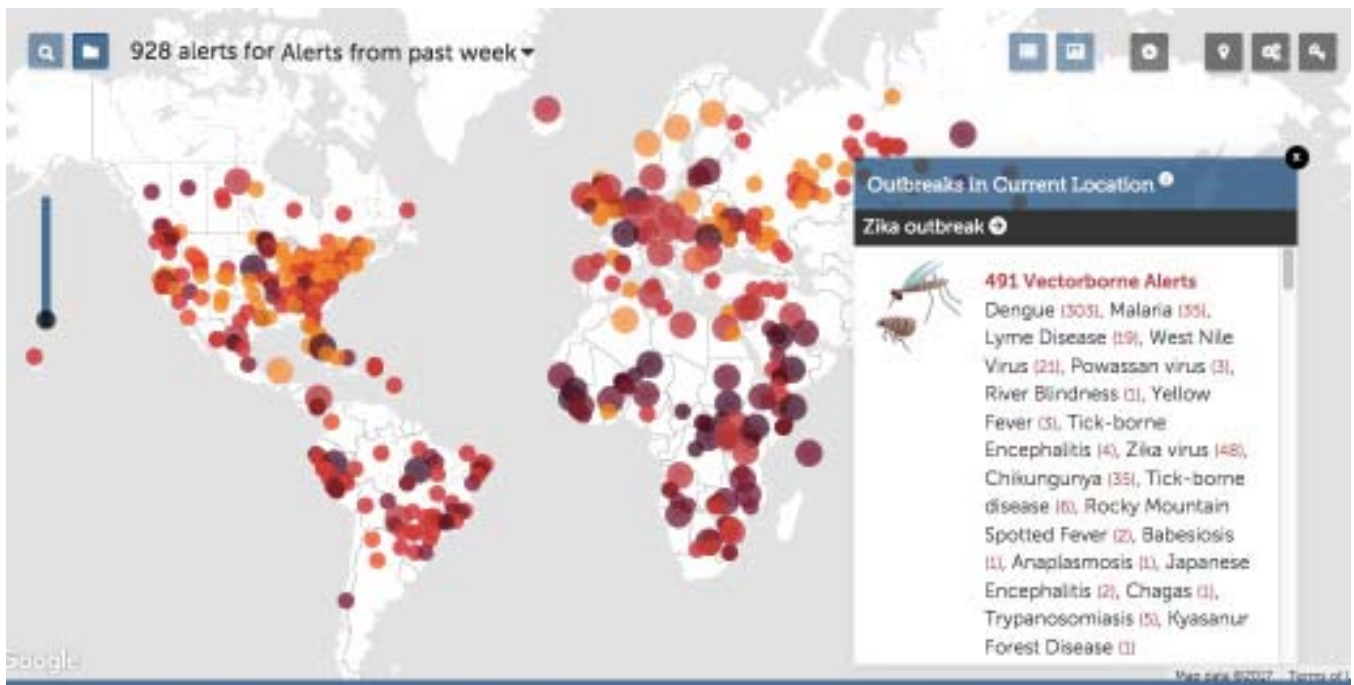 928 alerts for Alerts from past week
Outbreaks in Current Location
Zika outbreak
491 Vectorborne Alerts
Dengue (303), Malaria (35),
Lyme Disease (19), West Nile
Virus (21), Powassan virus (3),
River Blindness (1), Yellow
Fever (3), Tick-borne
Encephalitis (4), Zika virus (48),
Chikungunya (35), Tick-borne
disease (6), Rocky Mountain
Spotted Fever (2), Babesiosis
(1), Anaplasmosis (1), Japanese
Encephalitis (2), Chagas (1),
Trypanosomiasis (5), Kyasanur
Forest Disease (1)
Google
Map data ©2017 Terms of